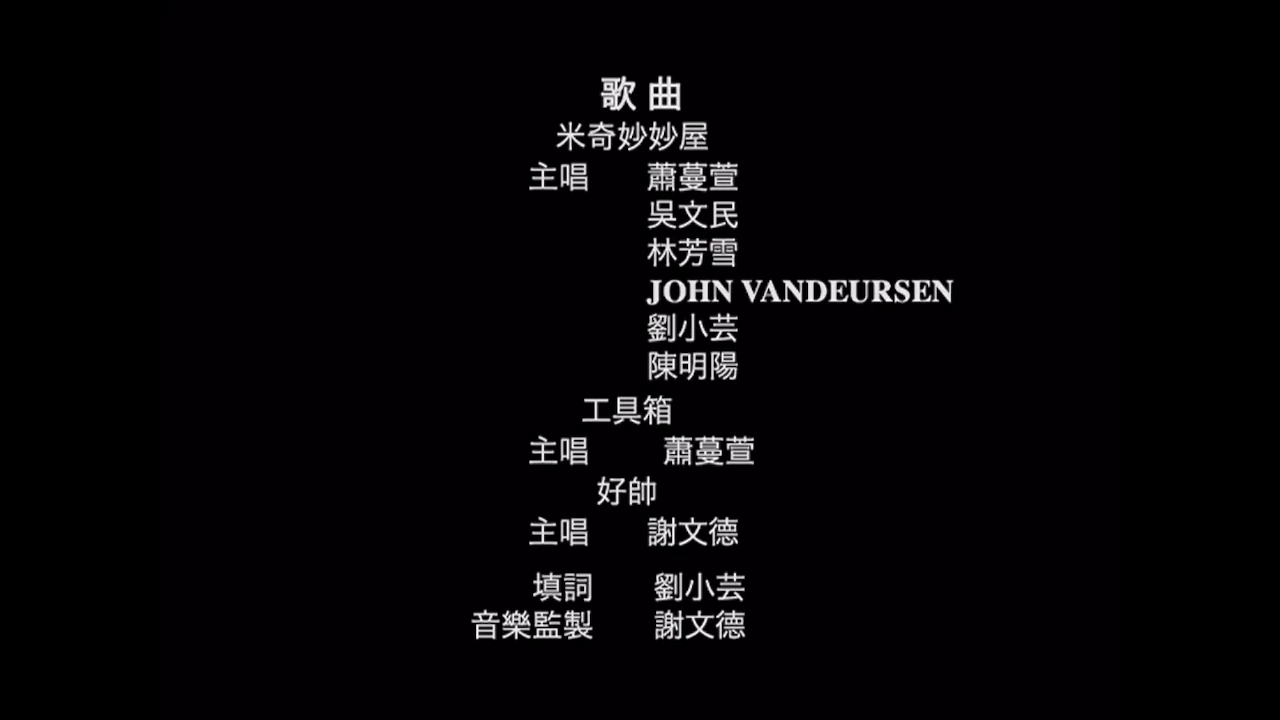 歌 曲
米奇妙妙屋
主唱 蕭蔓萱
吳文民
林芳雪
JOHN VANDEURSEN
劉小芸
陳明陽
工具箱
主唱 蕭蔓萱
好帥
主唱 謝文德
填詞 劉小芸
音樂監製 謝文德